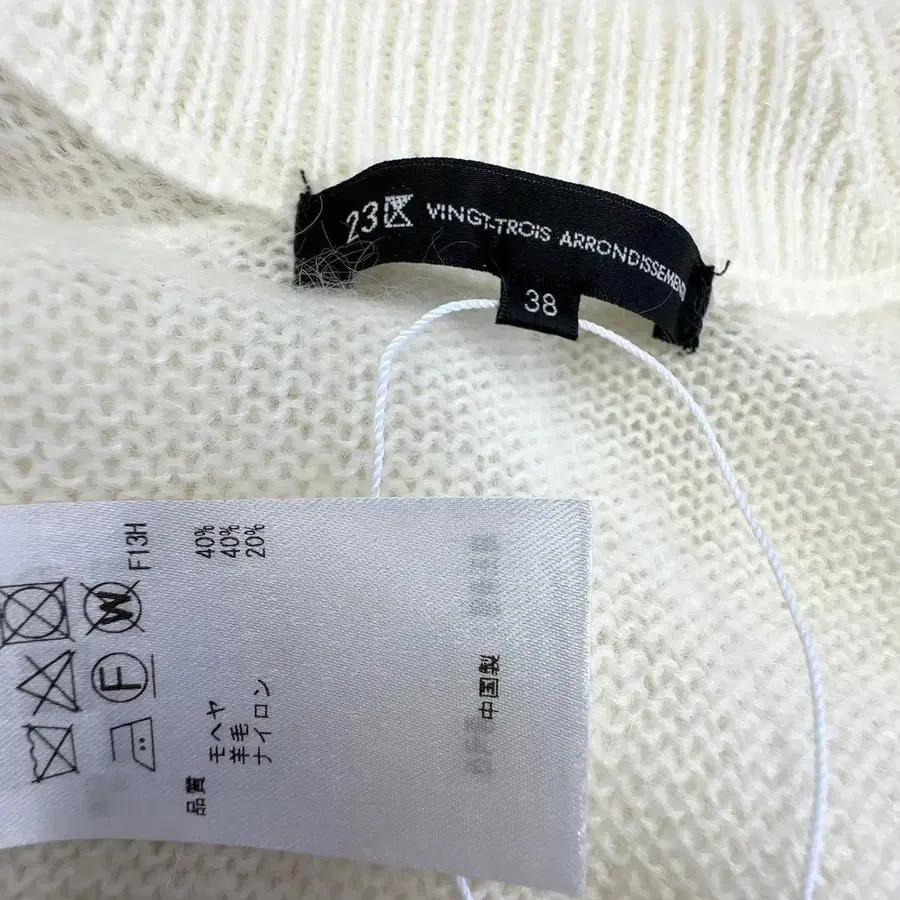 23区 VINGT-TROIS ARRONDISSEMENTS
38
F13H
品質
モヘヤ 40%
羊毛 40%
ナイロン 20%
中国製
W
F